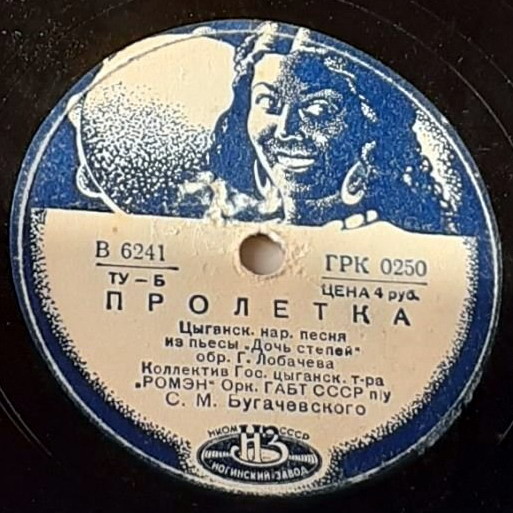 В 6241
ТУ – Б
ГРК 0250
ЦЕНА 4 руб.
ПРОЛЕТКА
Цыганск. нар. песня
из пьесы „Дочь степей"
обр. Г. Лобачева
Коллектив Гос. цыганск. т-ра
„РОМЭН" Орк. ГАБТ СССР п/у
С. М. Бугачевского
НКОМ СССР
НЗ
НОГИНСКИЙ-ЗАВОД